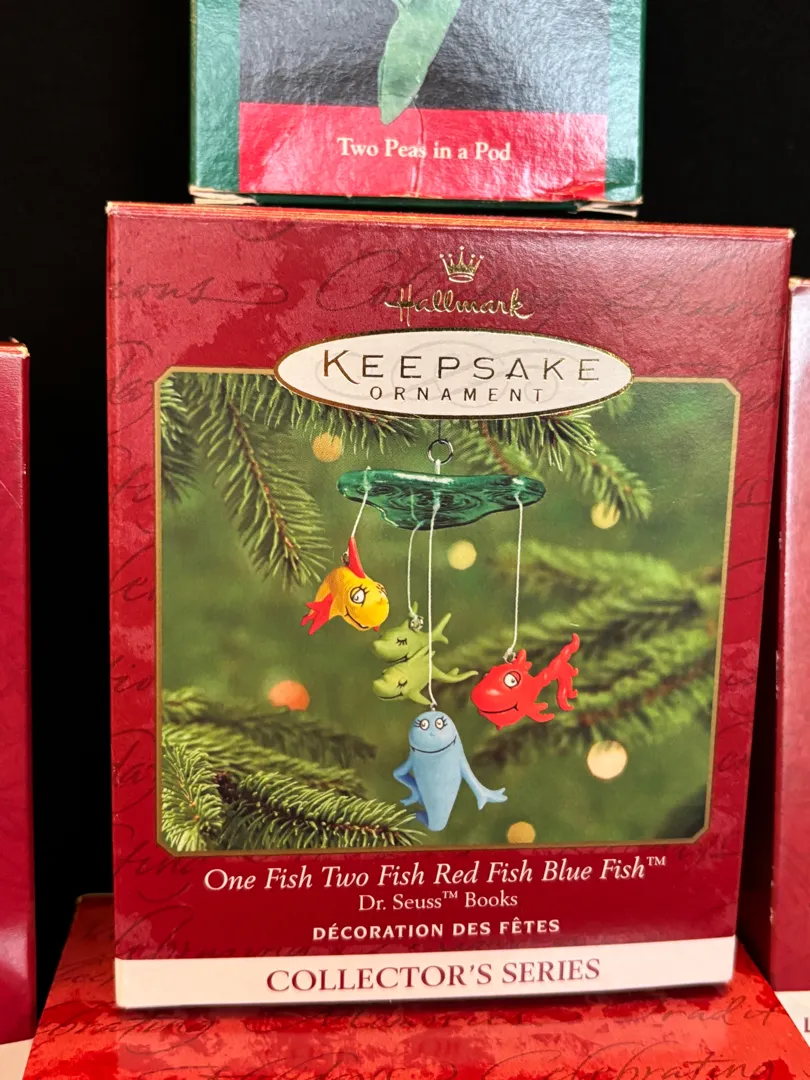 Two Peas in a Pod
Hallmark
KEEPSAKE
ORNAMENT
One Fish Two Fish Red Fish Blue Fish™
Dr. Seuss™ Books
DÉCORATION DES FÊTES
COLLECTOR'S SERIES
Celebrating